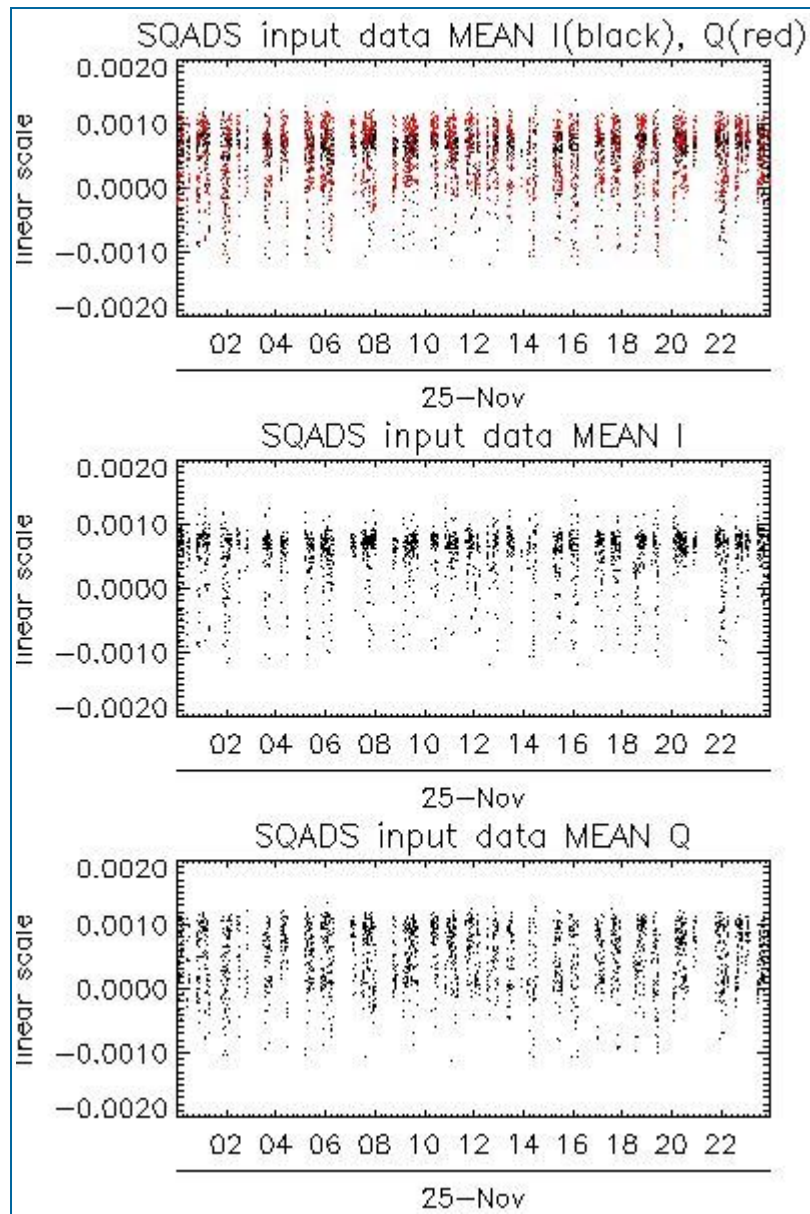 SQADS input data MEAN I(black), Q(red)
0.0020
0.0010
0.0000
−0.0010
−0.0020
linear scale
02 04 06 08 10 12 14 16 18 20 22
25−Nov
SQADS input data MEAN I
0.0020
0.0010
0.0000
−0.0010
−0.0020
linear scale
02 04 06 08 10 12 14 16 18 20 22
25−Nov
SQADS input data MEAN Q
0.0020
0.0010
0.0000
−0.0010
−0.0020
linear scale
02 04 06 08 10 12 14 16 18 20 22
25−Nov